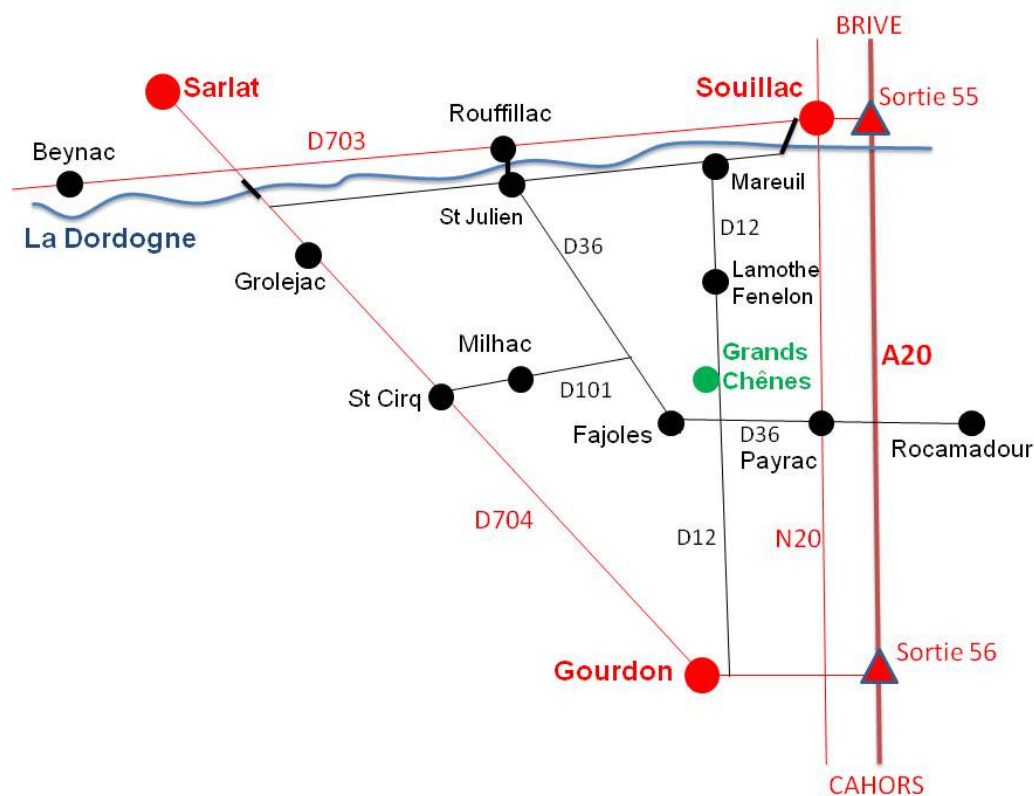 BRIVE
Sarlat
Souillac
Sortie 55
Rouffillac
D703
Beynac
Mareuil
St Julien
D12
La Dordogne
D36
Grolejac
Lamothe
Fenelon
Milhac
Grands
Chênes
A20
St Cirq
D101
Fajoles
D36
Payrac
Rocamadour
D704
D12
N20
Gourdon
Sortie 56
CAHORS